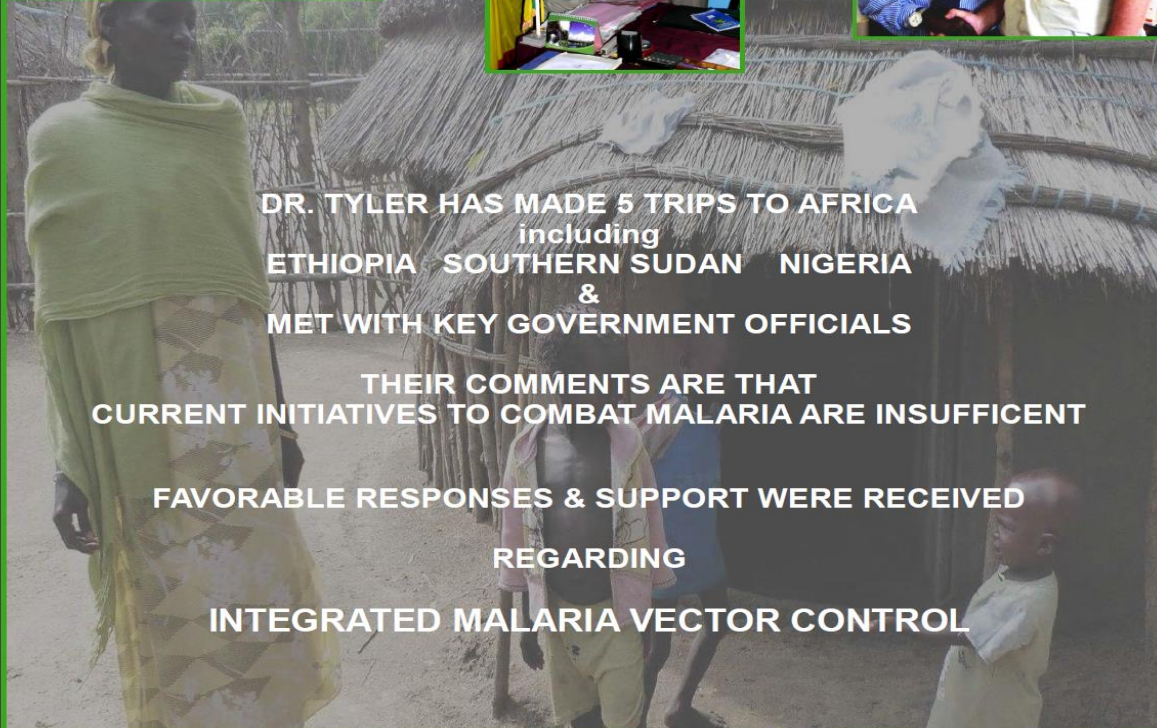 DR. TYLER HAS MADE 5 TRIPS TO AFRICA
including
ETHIOPIA SOUTHERN SUDAN NIGERIA
&
MET WITH KEY GOVERNMENT OFFICIALS
THEIR COMMENTS ARE THAT
CURRENT INITIATIVES TO COMBAT MALARIA ARE INSUFFICENT
FAVORABLE RESPONSES & SUPPORT WERE RECEIVED
REGARDING
INTEGRATED MALARIA VECTOR CONTROL